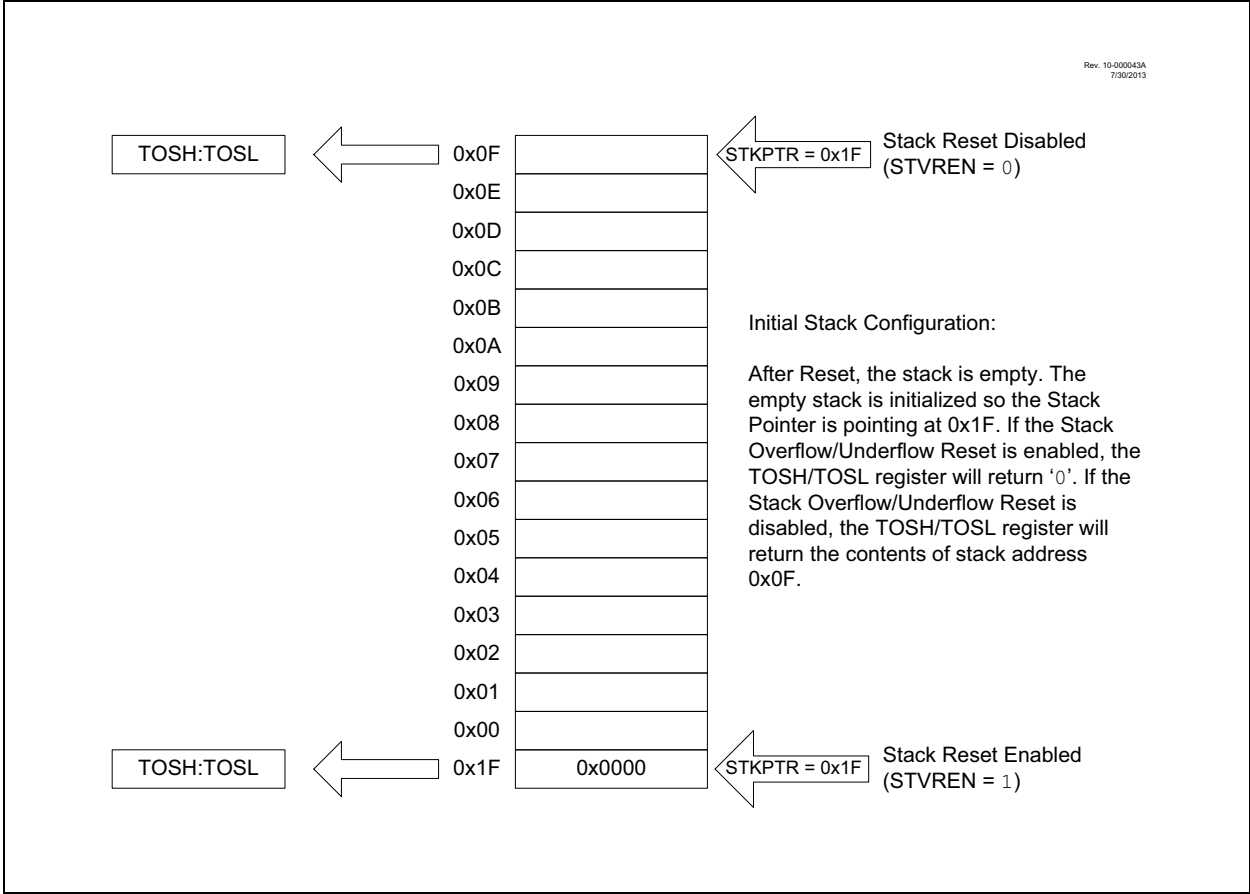 Rev. 10-000043A
7/30/2013
TOSH:TOSL
0x0F
STKPTR = 0x1F
Stack Reset Disabled
(STVREN = 0)
0x0E
0x0D
0x0C
0x0B
0x0A
0x09
0x08
0x07
0x06
0x05
0x04
0x03
0x02
0x01
0x00
Initial Stack Configuration:
After Reset, the stack is empty. The
empty stack is initialized so the Stack
Pointer is pointing at 0x1F. If the Stack
Overflow/Underflow Reset is enabled, the
TOSH/TOSL register will return ‘0’. If the
Stack Overflow/Underflow Reset is
disabled, the TOSH/TOSL register will
return the contents of stack address
0x0F.
TOSH:TOSL
0x1F
0x0000
STKPTR = 0x1F
Stack Reset Enabled
(STVREN = 1)